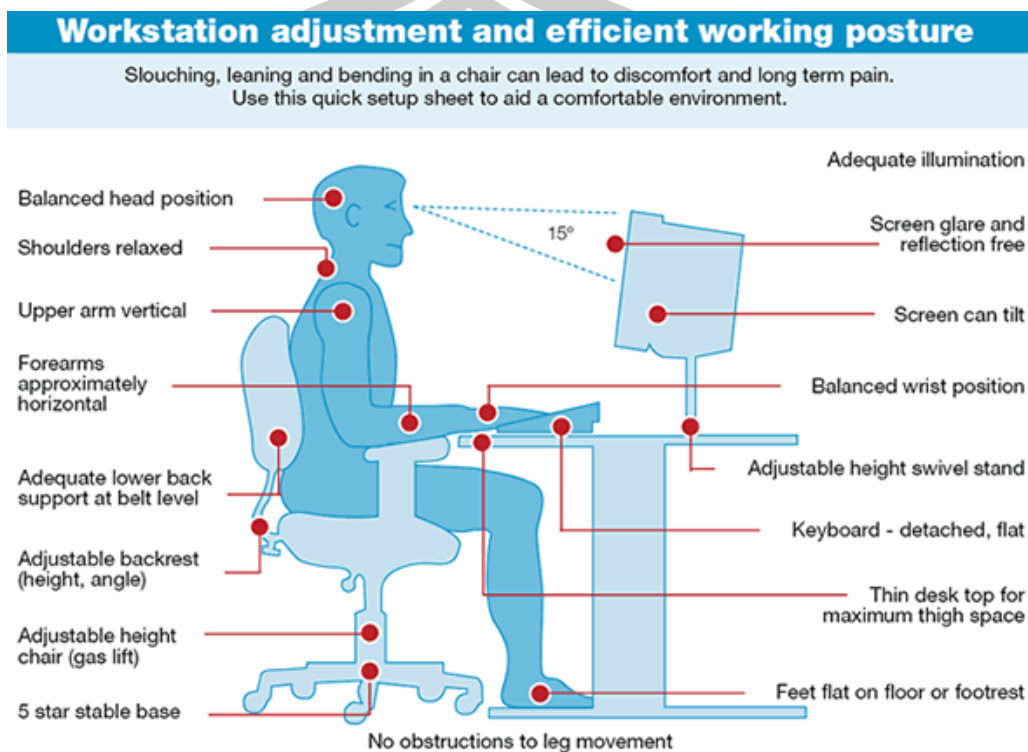 Workstation adjustment and efficient working posture
Slouching, leaning and bending in a chair can lead to discomfort and long term pain.
Use this quick setup sheet to aid a comfortable environment.
Adequate illumination
Balanced head position
Shoulders relaxed
Upper arm vertical
Forearms
approximately
horizontal
Adequate lower back
support at belt level
Adjustable backrest
(height, angle)
Adjustable height
chair (gas lift)
5 star stable base
15°
Screen glare and
reflection free
Screen can tilt
Balanced wrist position
Adjustable height swivel stand
Keyboard - detached, flat
Thin desk top for
maximum thigh space
Feet flat on floor or footrest
No obstructions to leg movement